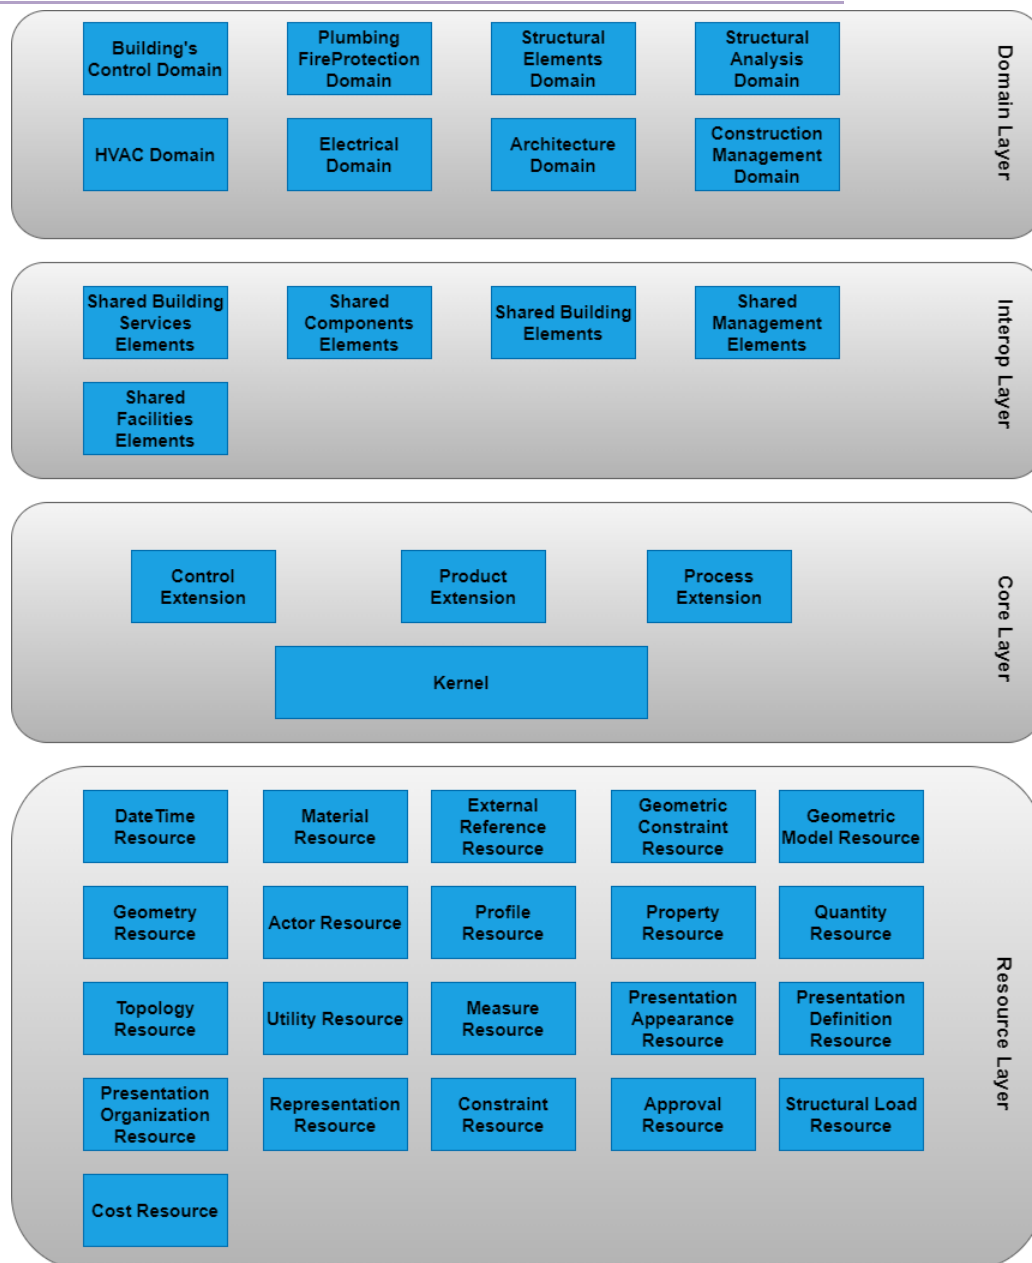 Building's
Control Domain
Plumbing
FireProtection
Domain
Structural
Elements
Domain
Structural
Analysis
Domain
HVAC Domain
Electrical
Domain
Architecture
Domain
Construction
Management
Domain
Domain Layer
Shared Building
Services
Elements
Shared
Components
Elements
Shared Building
Elements
Shared
Management
Elements
Shared
Facilities
Elements
Interop Layer
Control
Extension
Product
Extension
Process
Extension
Kernel
Core Layer
DateTime
Resource
Material
Resource
External
Reference
Resource
Geometric
Constraint
Resource
Geometric
Model Resource
Geometry
Resource
Actor Resource
Profile
Resource
Property
Resource
Quantity
Resource
Topology
Resource
Utility Resource
Measure
Resource
Presentation
Appearance
Resource
Presentation
Definition
Resource
Presentation
Organization
Resource
Representation
Resource
Constraint
Resource
Approval
Resource
Structural Load
Resource
Cost Resource
Resource Layer